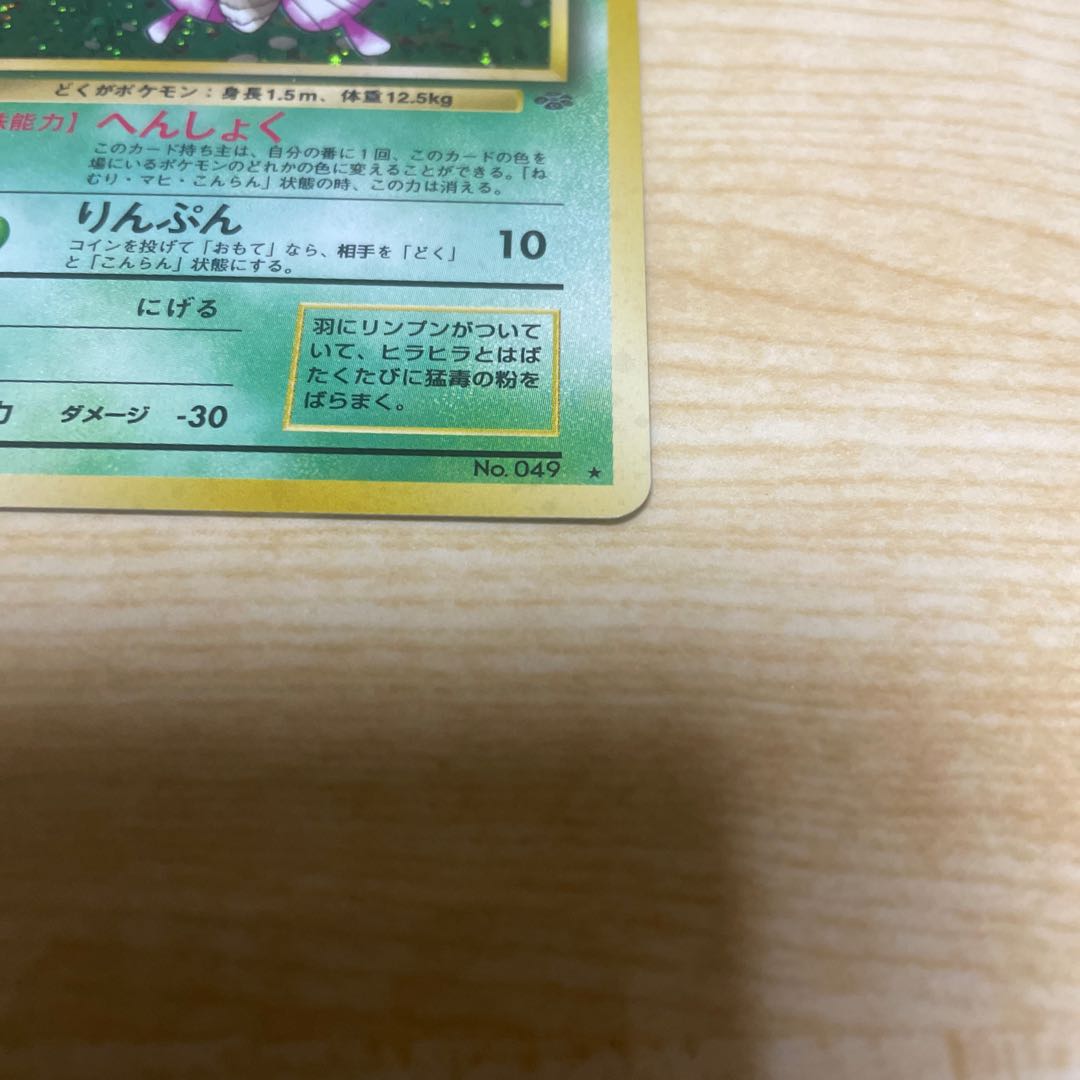 どくがポケモン：身長1.5m、体重12.5kg
能力】 へんしょく
このカード持ち主は、自分の番に1回、このカードの色を
場にいるポケモンのどれかの色に変えることができる。「ね
むり・マヒ・こんらん」状態の時、この力は消える。
りんぷん 10
コインを投げて「おもて」なら、相手を「どく」
と「こんらん」状態にする。
にげる
羽にリンプンがついて
いて、ヒラヒラとはば
たくたびに猛毒の粉を
ばらまく。
力 ダメージ -30
No. 049 ★